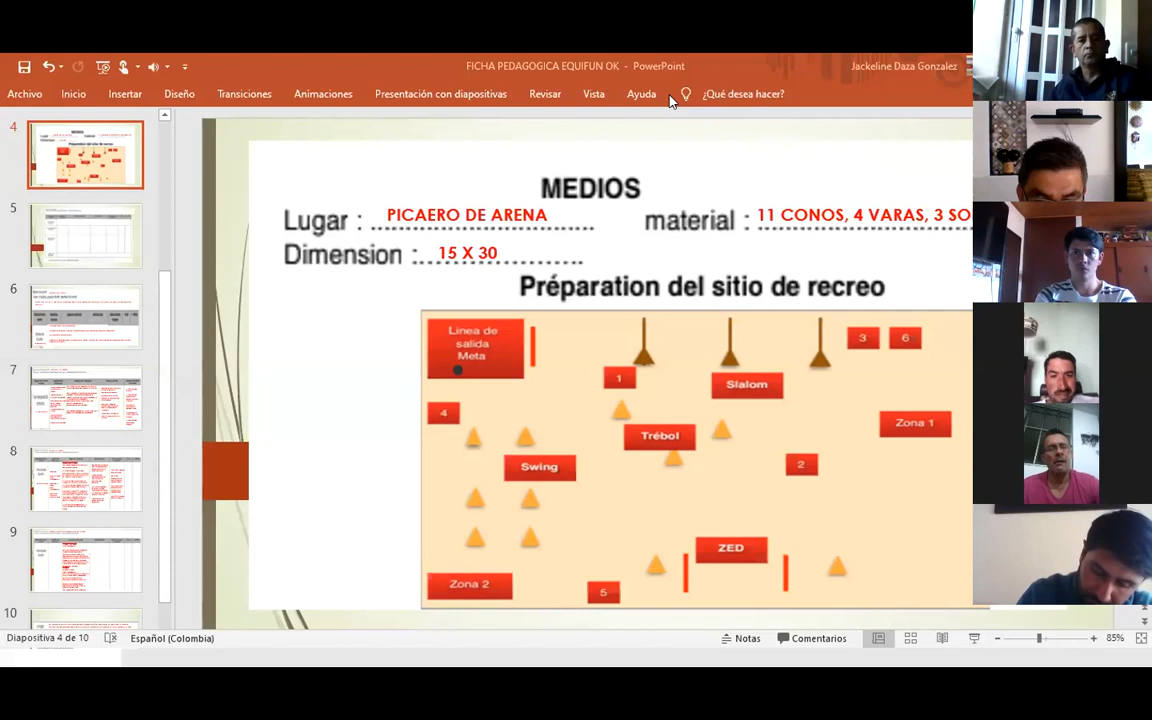 FICHA PEDAGOGICA EQUIFUN OK - PowerPoint
Jackeline Daza Gonzalez
Archivo Inicio Insertar Diseño Transiciones Animaciones Presentación con diapositivas Revisar Vista Ayuda ¿Qué desea hacer?
4
5
6
7
8
9
10
MEDIOS
Lugar : PICAERO DE ARENA material : 11 CONOS, 4 VARAS, 3 SO
Dimension : 15 X 30
Préparation del sitio de recreo
Linea de
salida
Meta
3 6
1
Slalom
4
Zona 1
Trébol
Swing
2
ZED
Zona 2
5
Diapositiva 4 de 10 Español (Colombia) Notas Comentarios 85%